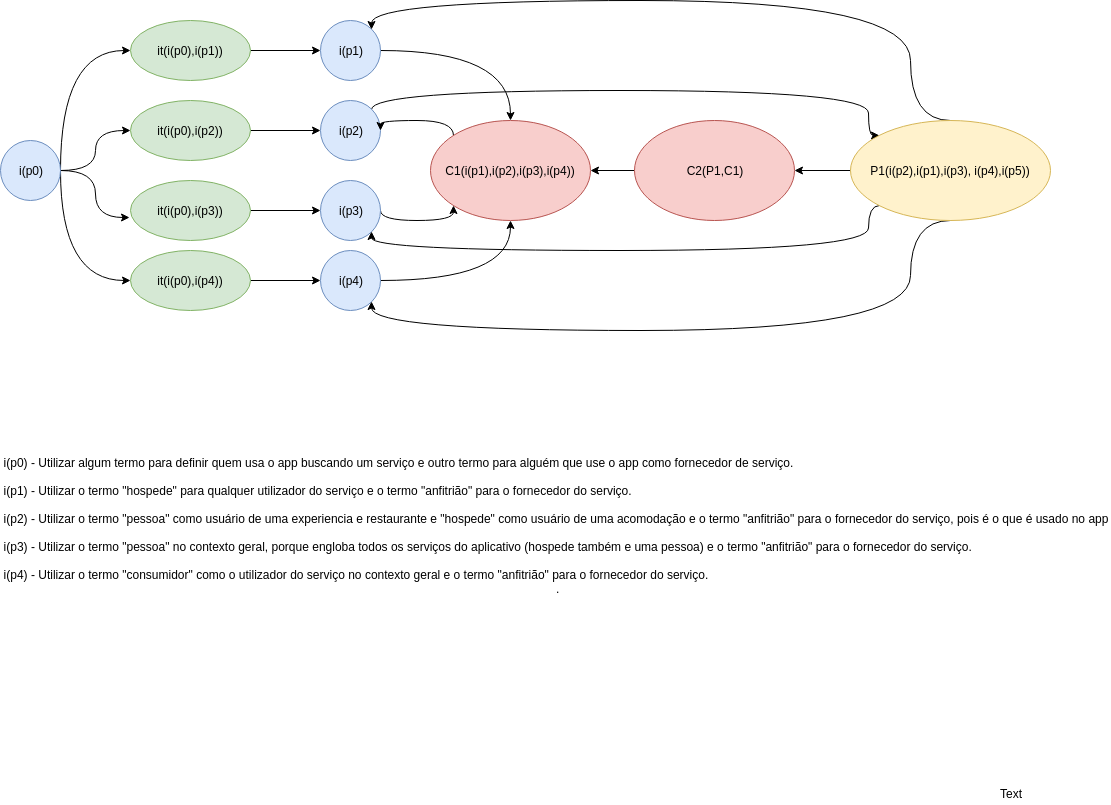 it(i(p0),i(p1))
i(p1)
it(i(p0),i(p2))
i(p2)
i(p0)
C1(i(p1),i(p2),i(p3),i(p4))
C2(P1,C1)
P1(i(p2),i(p1),i(p3), i(p4),i(p5))
it(i(p0),i(p3))
i(p3)
it(i(p0),i(p4))
i(p4)
i(p0) - Utilizar algum termo para definir quem usa o app buscando um serviço e outro termo para alguém que use o app como fornecedor de serviço.
i(p1) - Utilizar o termo "hospede" para qualquer utilizador do serviço e o termo "anfitrião" para o fornecedor do serviço.
i(p2) - Utilizar o termo "pessoa" como usuário de uma experiencia e restaurante e "hospede" como usuário de uma acomodação e o termo "anfitrião" para o fornecedor do serviço, pois é o que é usado no app
i(p3) - Utilizar o termo "pessoa" no contexto geral, porque engloba todos os serviços do aplicativo (hospede também e uma pessoa) e o termo "anfitrião" para o fornecedor do serviço.
i(p4) - Utilizar o termo "consumidor" como o utilizador do serviço no contexto geral e o termo "anfitrião" para o fornecedor do serviço.
.
Text